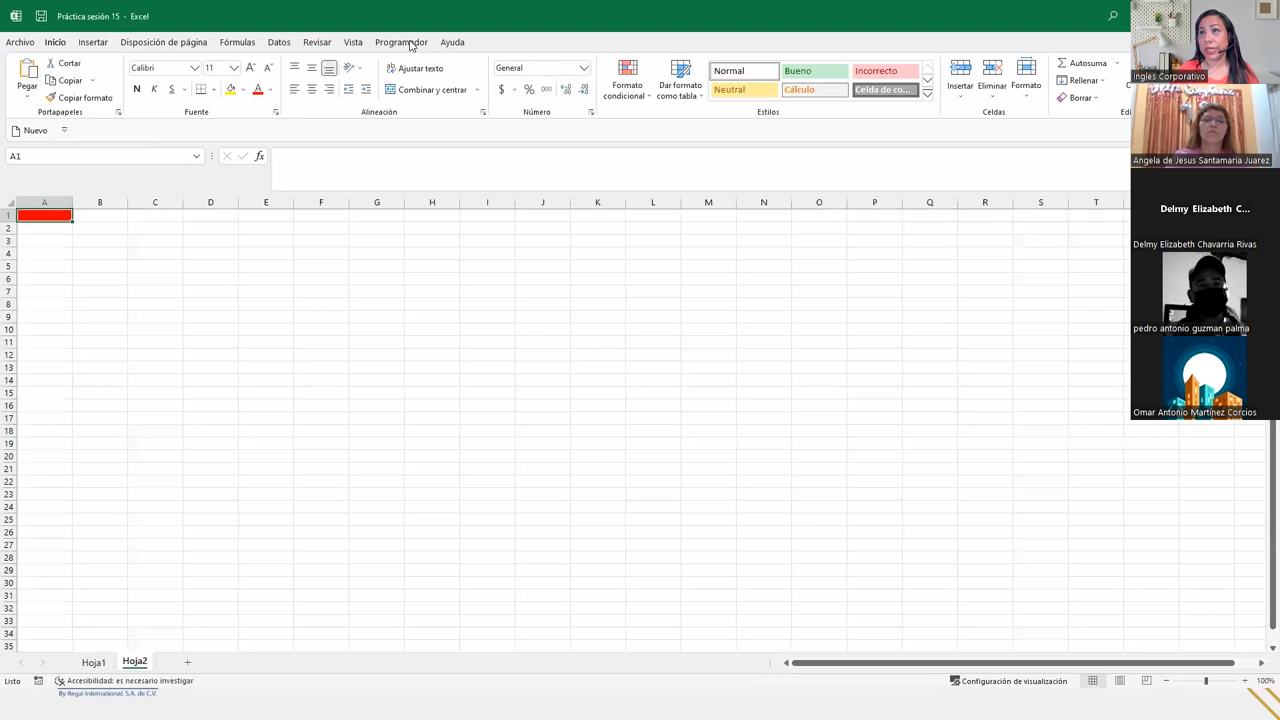 Práctica sesión 15 - Excel
Archivo Inicio Insertar Disposición de página Fórmulas Datos Revisar Vista Programador Ayuda
Pegar
Cortar
Copiar
Copiar formato
Portapapeles
Calibri 11
N K S
Fuente
Ajustar texto
Combinar y centrar
Alineación
General
$ % 000
Número
Formato condicional
Dar formato como tabla
Normal Bueno Incorrecto
Neutral Cálculo Celda de co...
Estilos
Insertar Eliminar Formato
Celdas
Autosuma
Rellenar
Borrar
Nuevo
A1
fx
A B C D E F G H I J K L M N O P Q R S T
1
2
3
4
5
6
7
8
9
10
11
12
13
14
15
16
17
18
19
20
21
22
23
24
25
26
27
28
29
30
31
32
33
34
35
Hoja1 Hoja2
Listo
Accesibilidad: es necesario investigar
Configuración de visualización
100%
By Regal International, S.A. de C.V.
Ingles Corporativo
Angela de Jesus Santamaria Juarez
Delmy Elizabeth C...
Delmy Elizabeth Chavarria Rivas
pedro antonio guzman palma
Omar Antonio Martínez Corcios